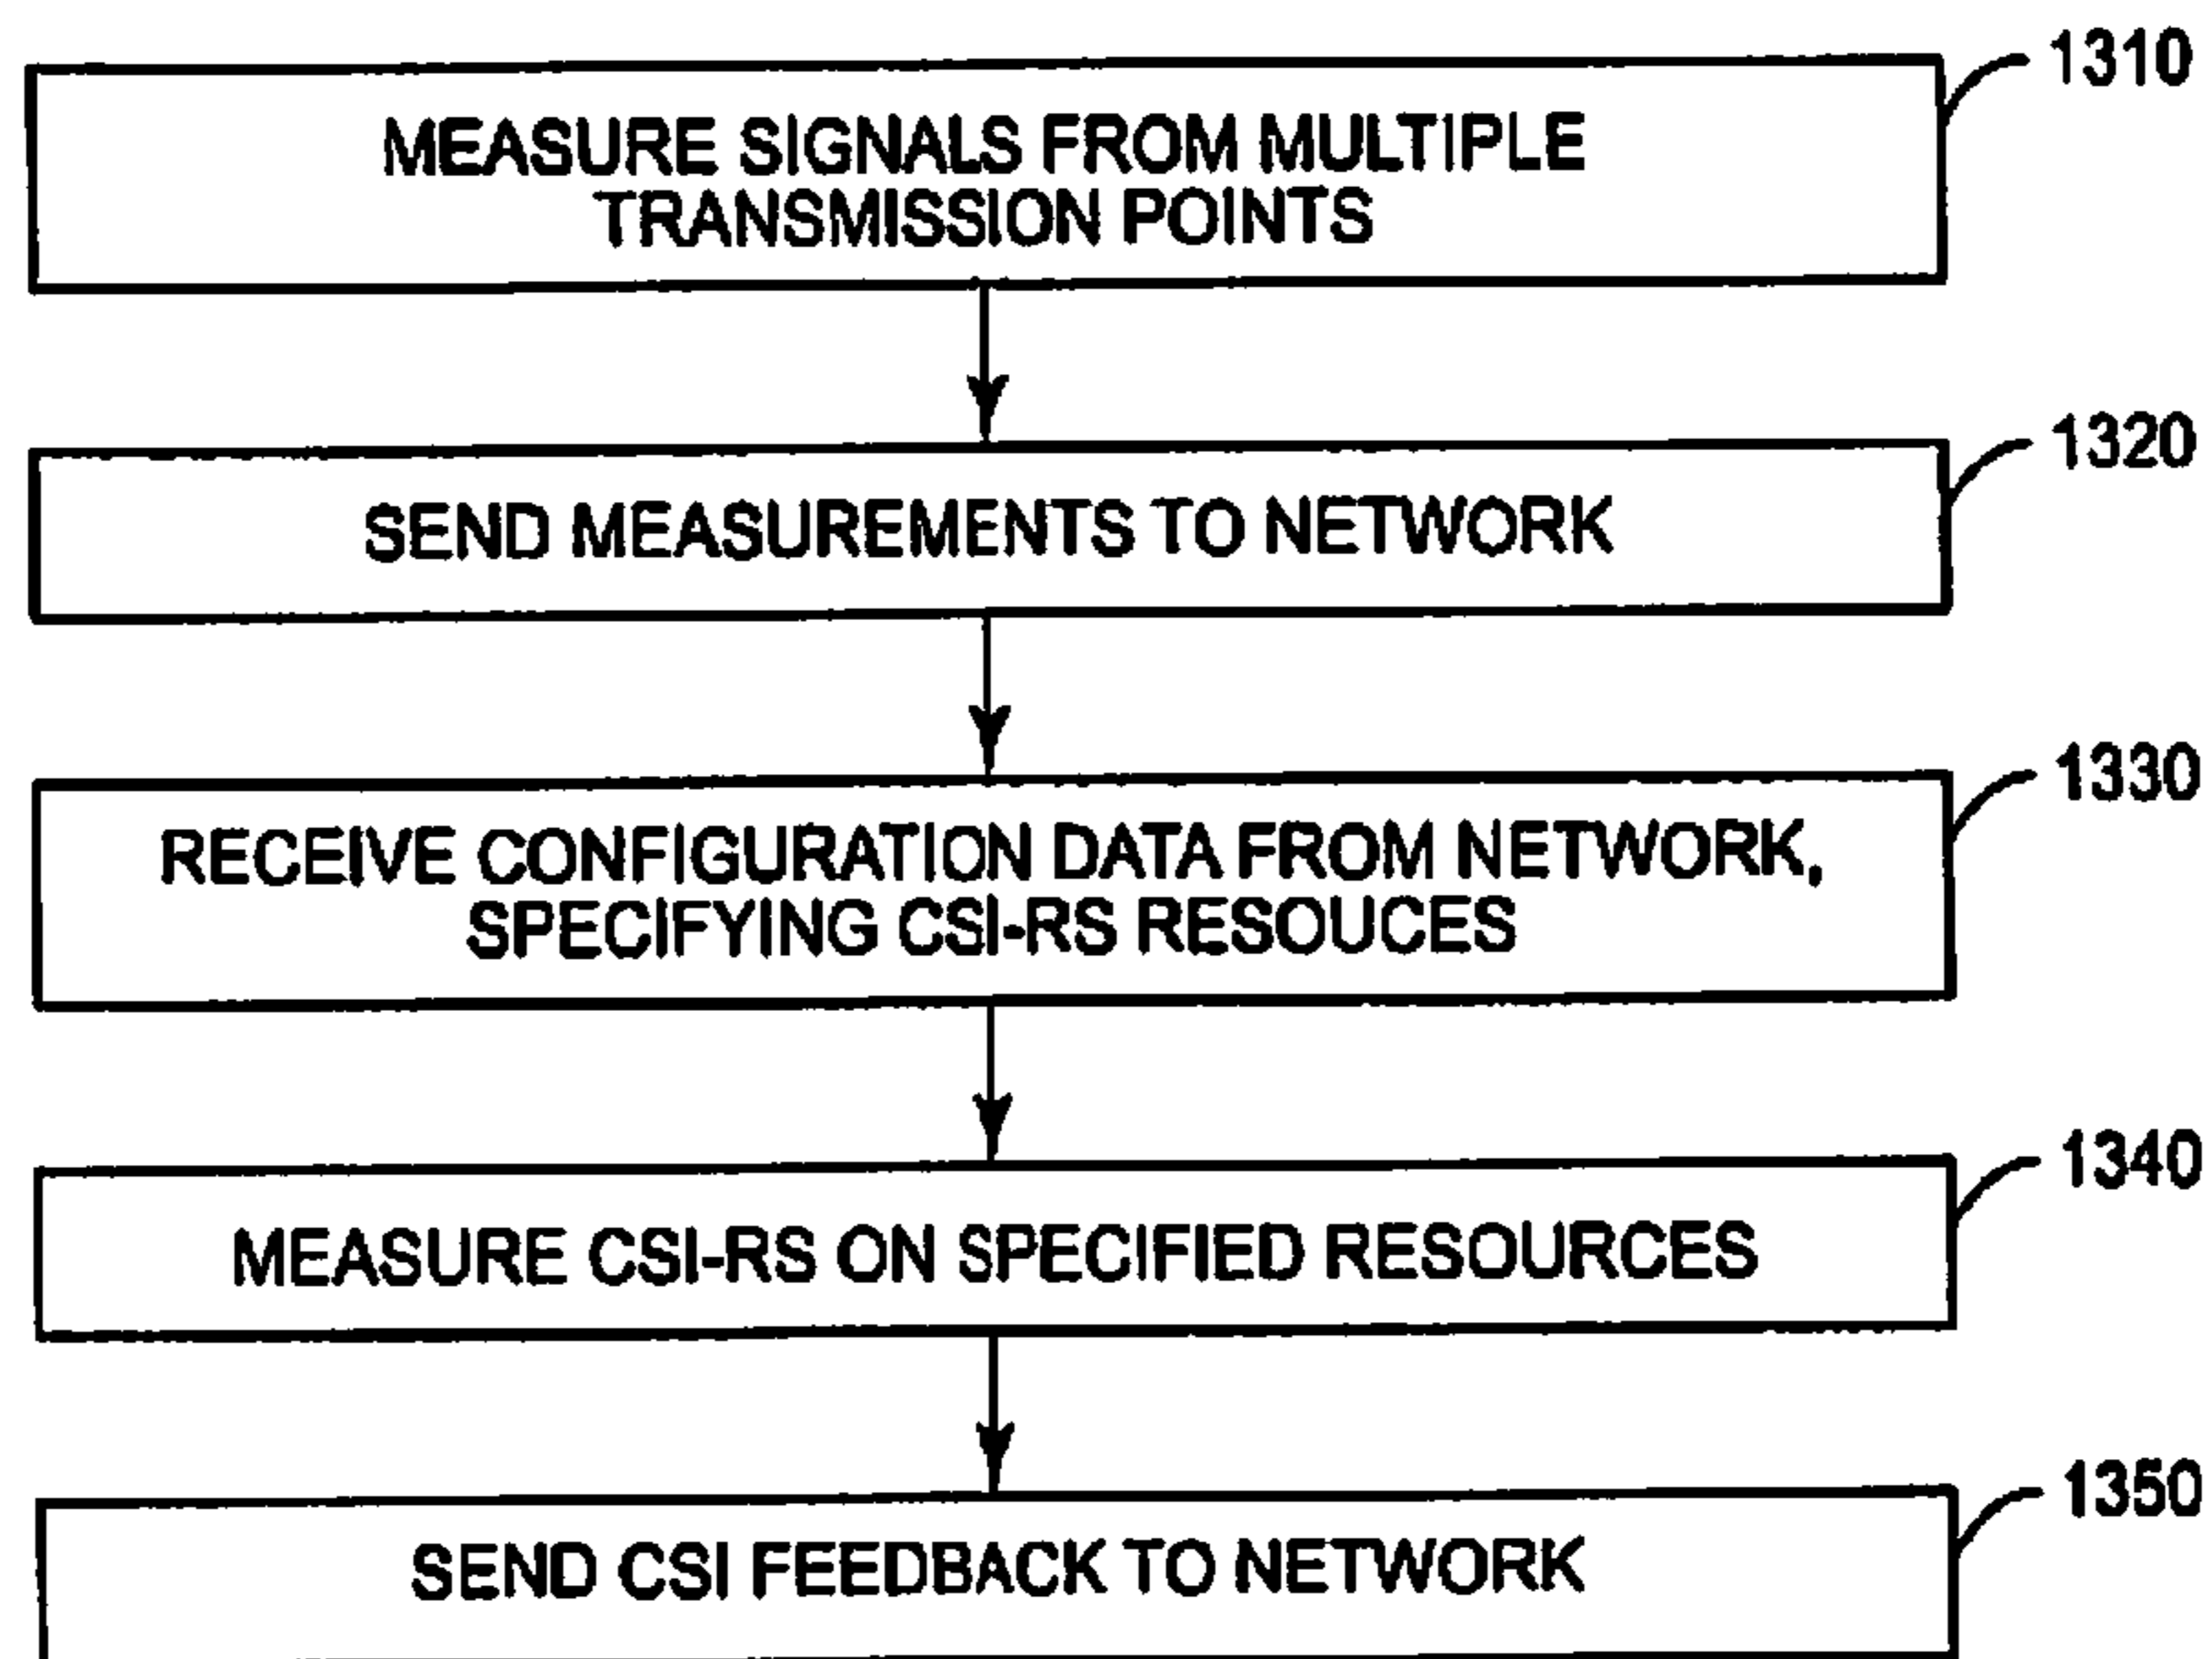 1310
MEASURE SIGNALS FROM MULTIPLE
TRANSMISSION POINTS
1320
SEND MEASUREMENTS TO NETWORK
1330
RECEIVE CONFIGURATION DATA FROM NETWORK,
SPECIFYING CSI-RS RESOUCES
1340
MEASURE CSI-RS ON SPECIFIED RESOURCES
1350
SEND CSI FEEDBACK TO NETWORK